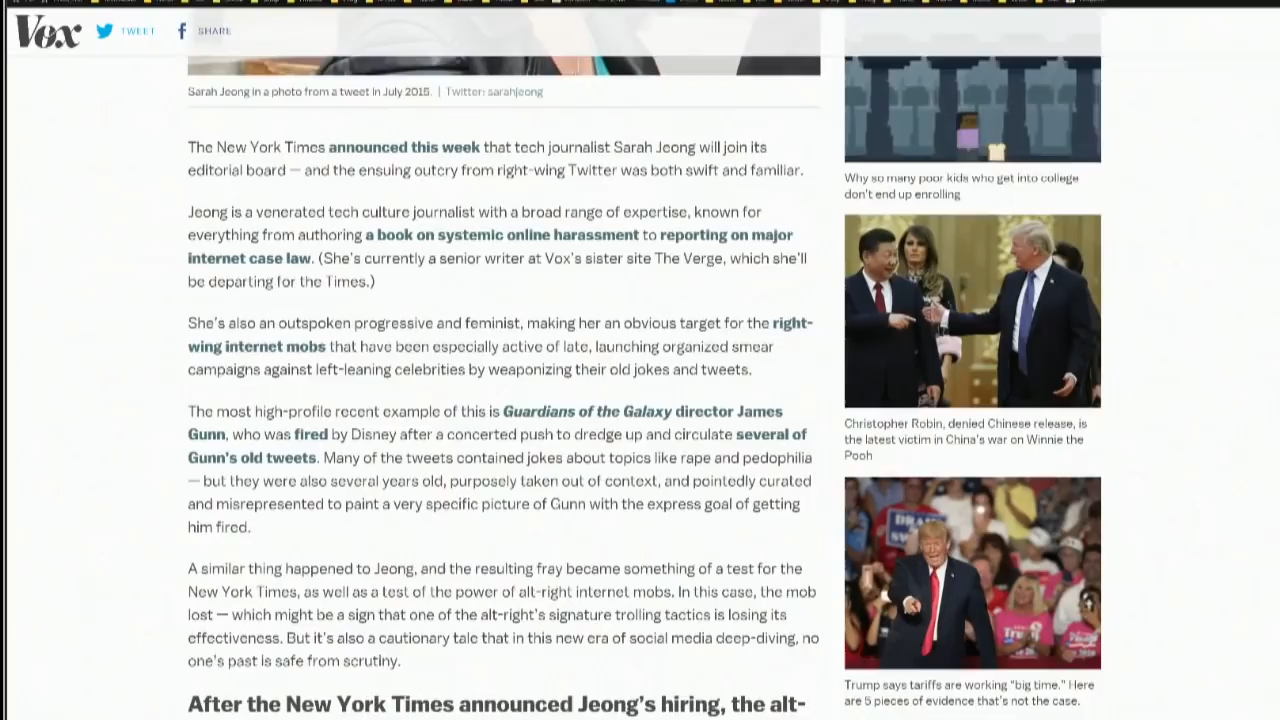 Vox
TWEET
SHARE
Sarah Jeong in a photo from a tweet in July 2015. | Twitter: sarahjeong
The New York Times announced this week that tech journalist Sarah Jeong will join its
editorial board — and the ensuing outcry from right-wing Twitter was both swift and familiar.
Jeong is a venerated tech culture journalist with a broad range of expertise, known for
everything from authoring a book on systemic online harassment to reporting on major
internet case law. (She's currently a senior writer at Vox's sister site The Verge, which she'll
be departing for the Times.)
She's also an outspoken progressive and feminist, making her an obvious target for the right-
wing internet mobs that have been especially active of late, launching organized smear
campaigns against left-leaning celebrities by weaponizing their old jokes and tweets.
The most high-profile recent example of this is Guardians of the Galaxy director James
Gunn, who was fired by Disney after a concerted push to dredge up and circulate several of
Gunn's old tweets. Many of the tweets contained jokes about topics like rape and pedophilia
— but they were also several years old, purposely taken out of context, and pointedly curated
and misrepresented to paint a very specific picture of Gunn with the express goal of getting
him fired.
A similar thing happened to Jeong, and the resulting fray became something of a test for the
New York Times, as well as a test of the power of alt-right internet mobs. In this case, the mob
lost — which might be a sign that one of the alt-right's signature trolling tactics is losing its
effectiveness. But it's also a cautionary tale that in this new era of social media deep-diving, no
one's past is safe from scrutiny.
After the New York Times announced Jeong's hiring, the alt-
Why so many poor kids who get into college
don't end up enrolling
Christopher Robin, denied Chinese release, is
the latest victim in China's war on Winnie the
Pooh
Trump says tariffs are working "big time." Here
are 5 pieces of evidence that's not the case.